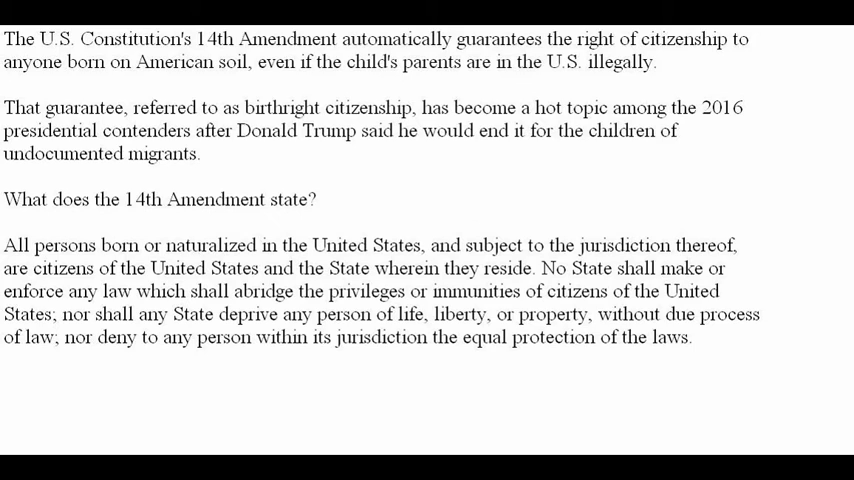 The U.S. Constitution's 14th Amendment automatically guarantees the right of citizenship to
anyone born on American soil, even if the child's parents are in the U.S. illegally.
That guarantee, referred to as birthright citizenship, has become a hot topic among the 2016
presidential contenders after Donald Trump said he would end it for the children of
undocumented migrants.
What does the 14th Amendment state?
All persons born or naturalized in the United States, and subject to the jurisdiction thereof,
are citizens of the United States and the State wherein they reside. No State shall make or
enforce any law which shall abridge the privileges or immunities of citizens of the United
States; nor shall any State deprive any person of life, liberty, or property, without due process
of law; nor deny to any person within its jurisdiction the equal protection of the laws.